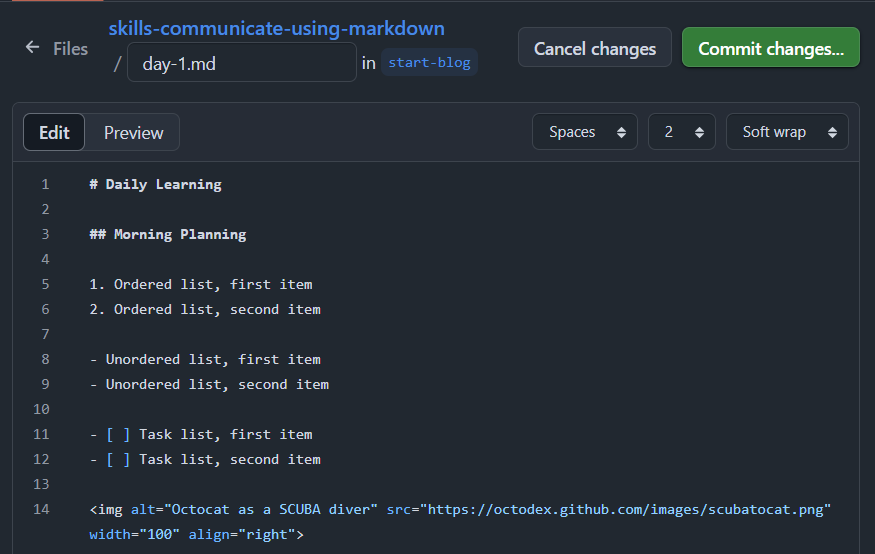 skills-communicate-using-markdown
Files
/ day-1.md in start-blog
Cancel changes
Commit changes...
Edit
Preview
Spaces
2
Soft wrap
1 # Daily Learning
2
3 ## Morning Planning
4
5 1. Ordered list, first item
6 2. Ordered list, second item
7
8 - Unordered list, first item
9 - Unordered list, second item
10
11 - [ ] Task list, first item
12 - [ ] Task list, second item
13
14 <img alt="Octocat as a SCUBA diver" src="https://octodex.github.com/images/scubatocat.png"
width="100" align="right">